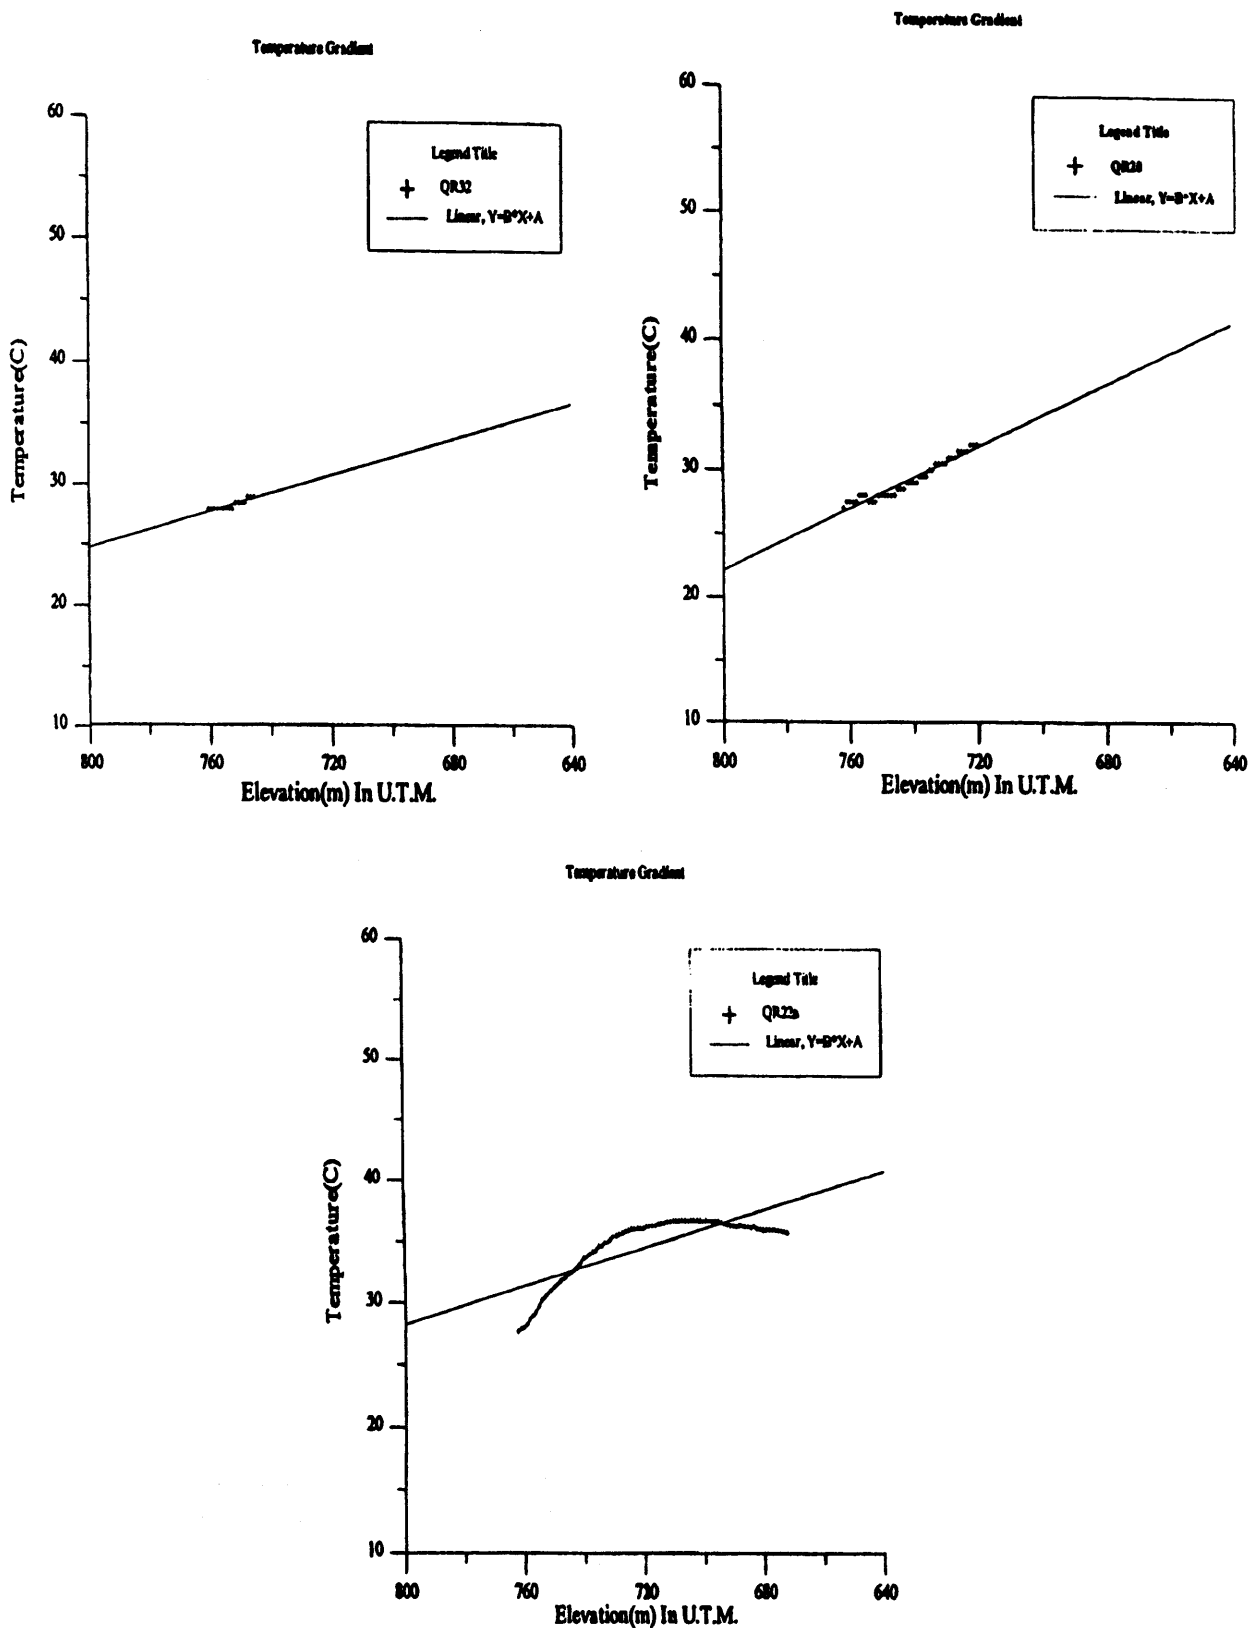 Temperature Gradient
60
50
40
30
20
10
Temperature(C)
Legend Title
QR32
Linear, Y=B*X+A
800
760
720
680
640
Elevation(m) In U.T.M.
Temperature Gradient
60
50
40
30
20
10
Temperature(C)
Legend Title
QR20
Linear, Y=B*X+A
800
760
720
680
640
Elevation(m) In U.T.M.
Temperature Gradient
60
50
40
30
20
10
Temperature(C)
Legend Title
QR22a
Linear, Y=B*X+A
800
760
720
680
640
Elevation(m) In U.T.M.